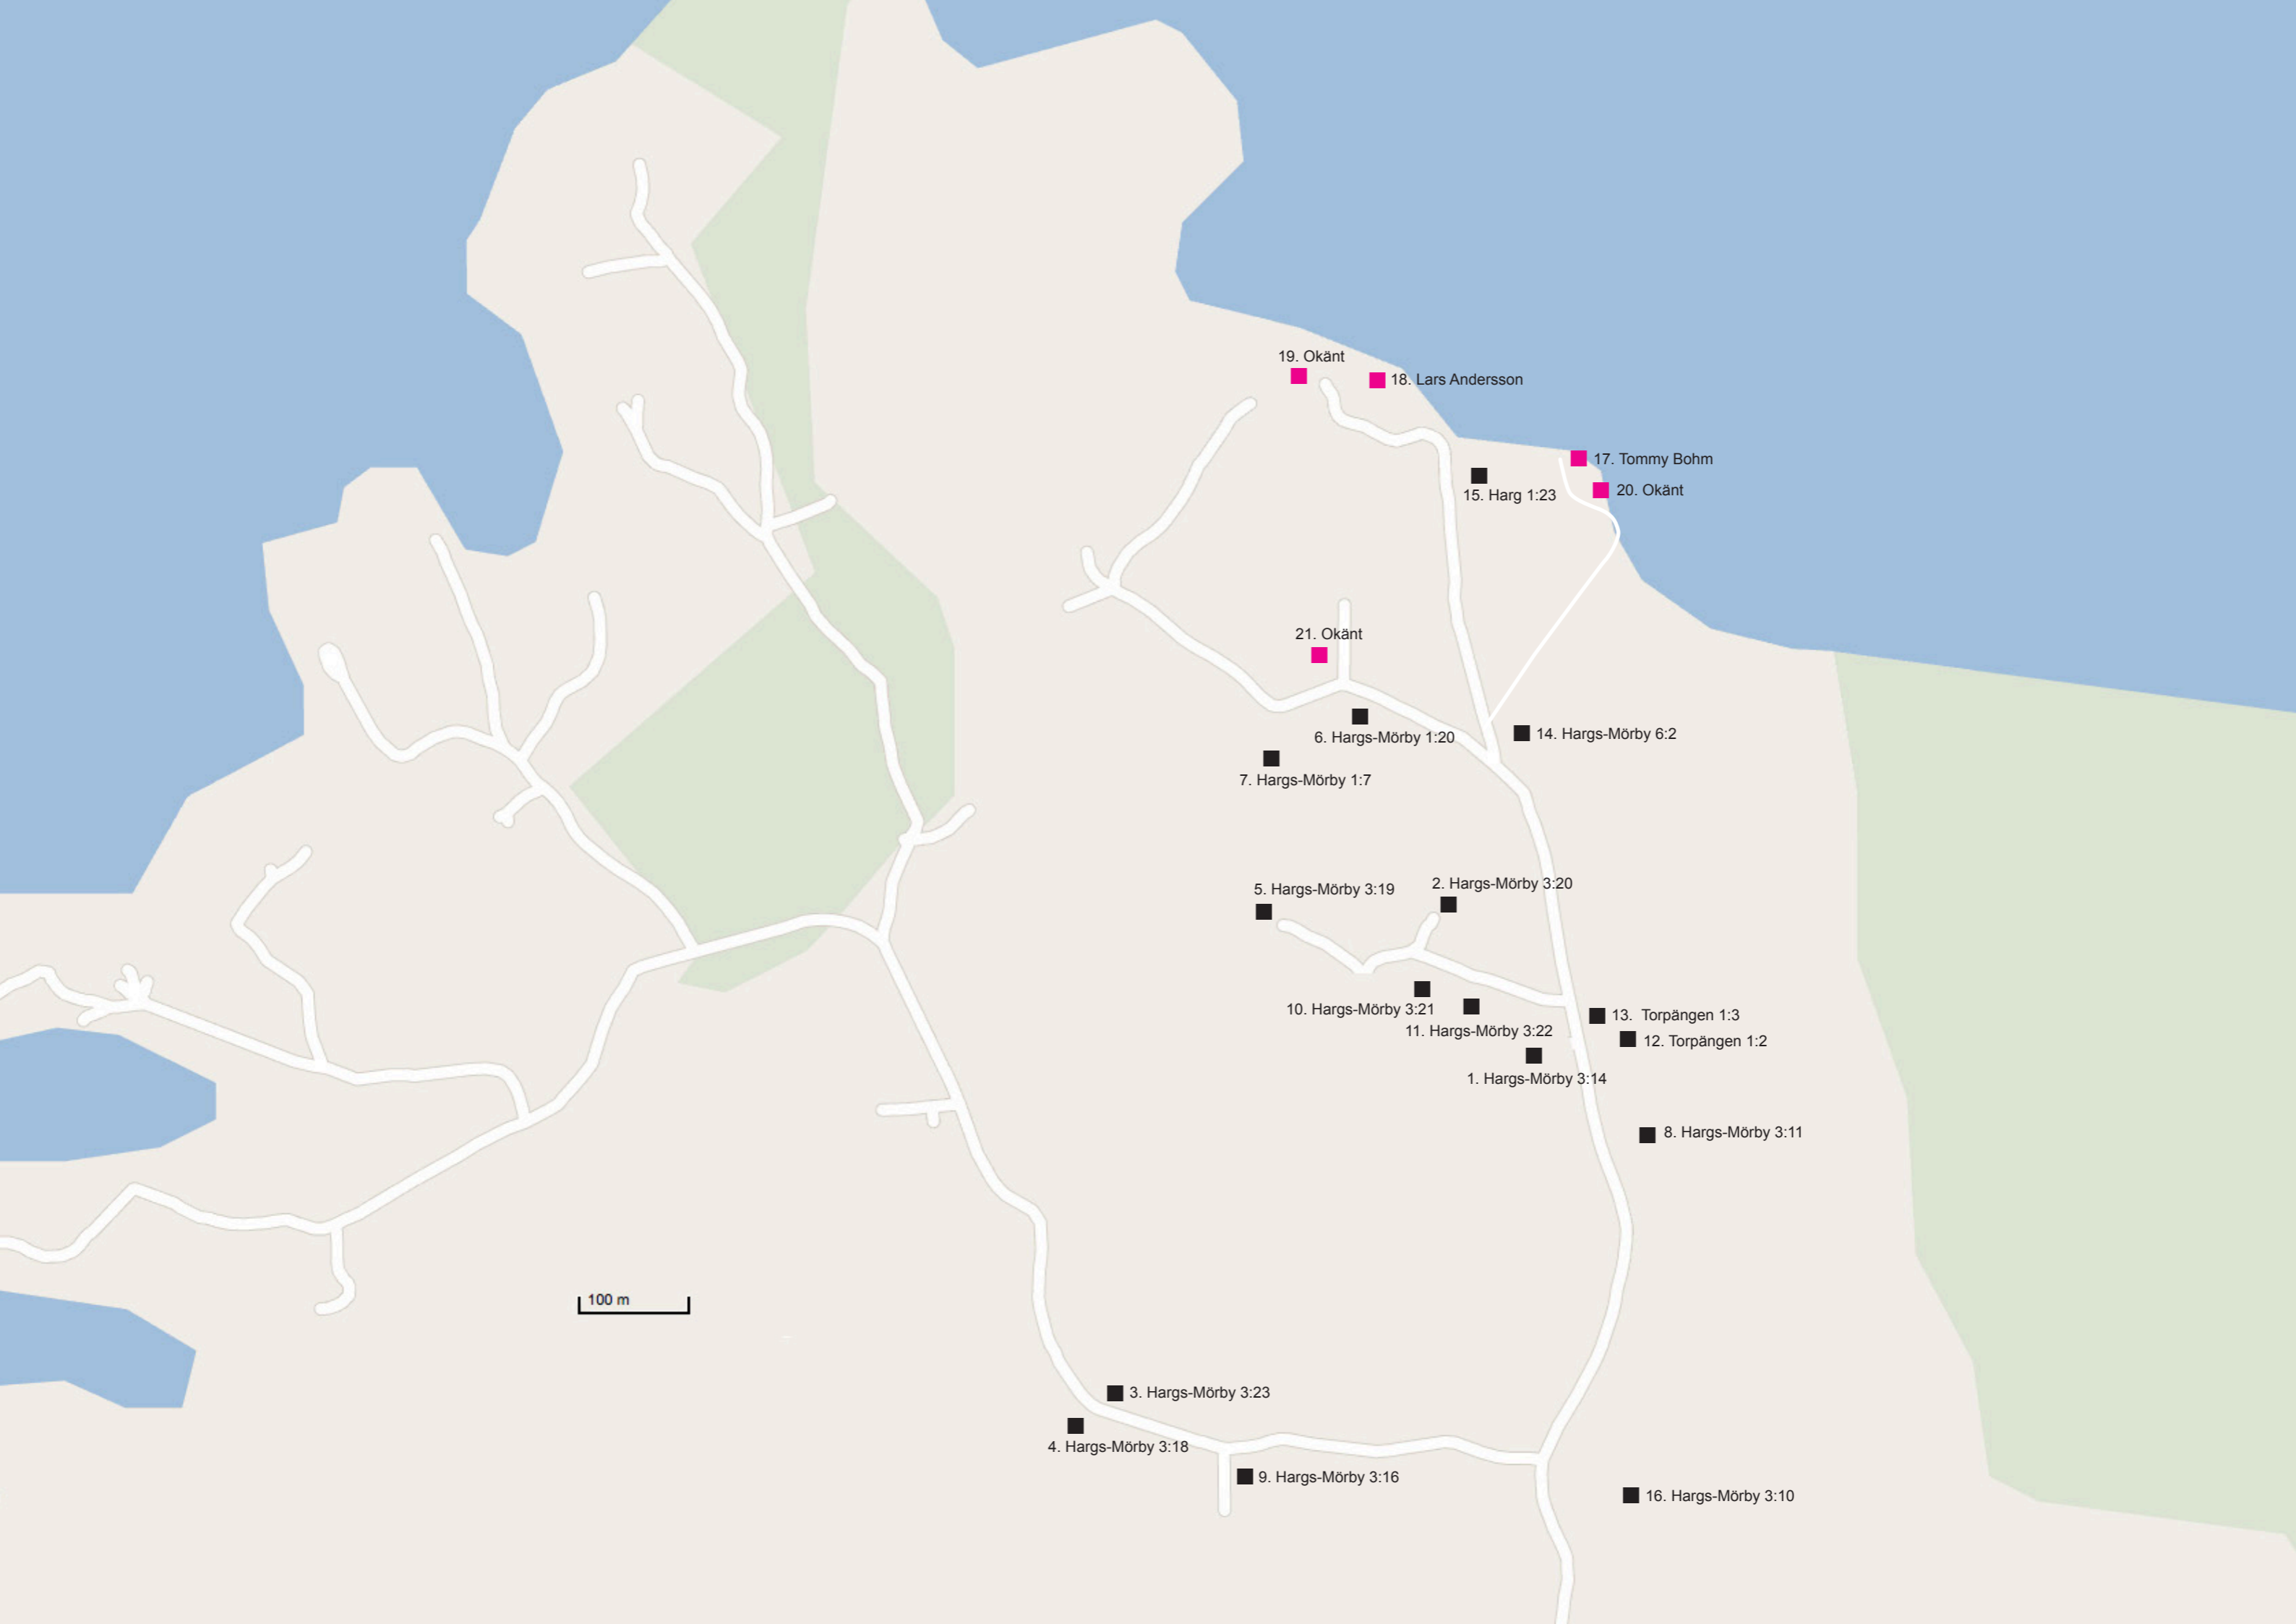 19. Okänt
18. Lars Andersson
17. Tommy Bohm
20. Okänt
15. Harg 1:23
21. Okänt
6. Hargs-Mörby 1:20
14. Hargs-Mörby 6:2
7. Hargs-Mörby 1:7
5. Hargs-Mörby 3:19
2. Hargs-Mörby 3:20
10. Hargs-Mörby 3:21
13. Torpängen 1:3
11. Hargs-Mörby 3:22
12. Torpängen 1:2
1. Hargs-Mörby 3:14
8. Hargs-Mörby 3:11
100 m
3. Hargs-Mörby 3:23
4. Hargs-Mörby 3:18
9. Hargs-Mörby 3:16
16. Hargs-Mörby 3:10